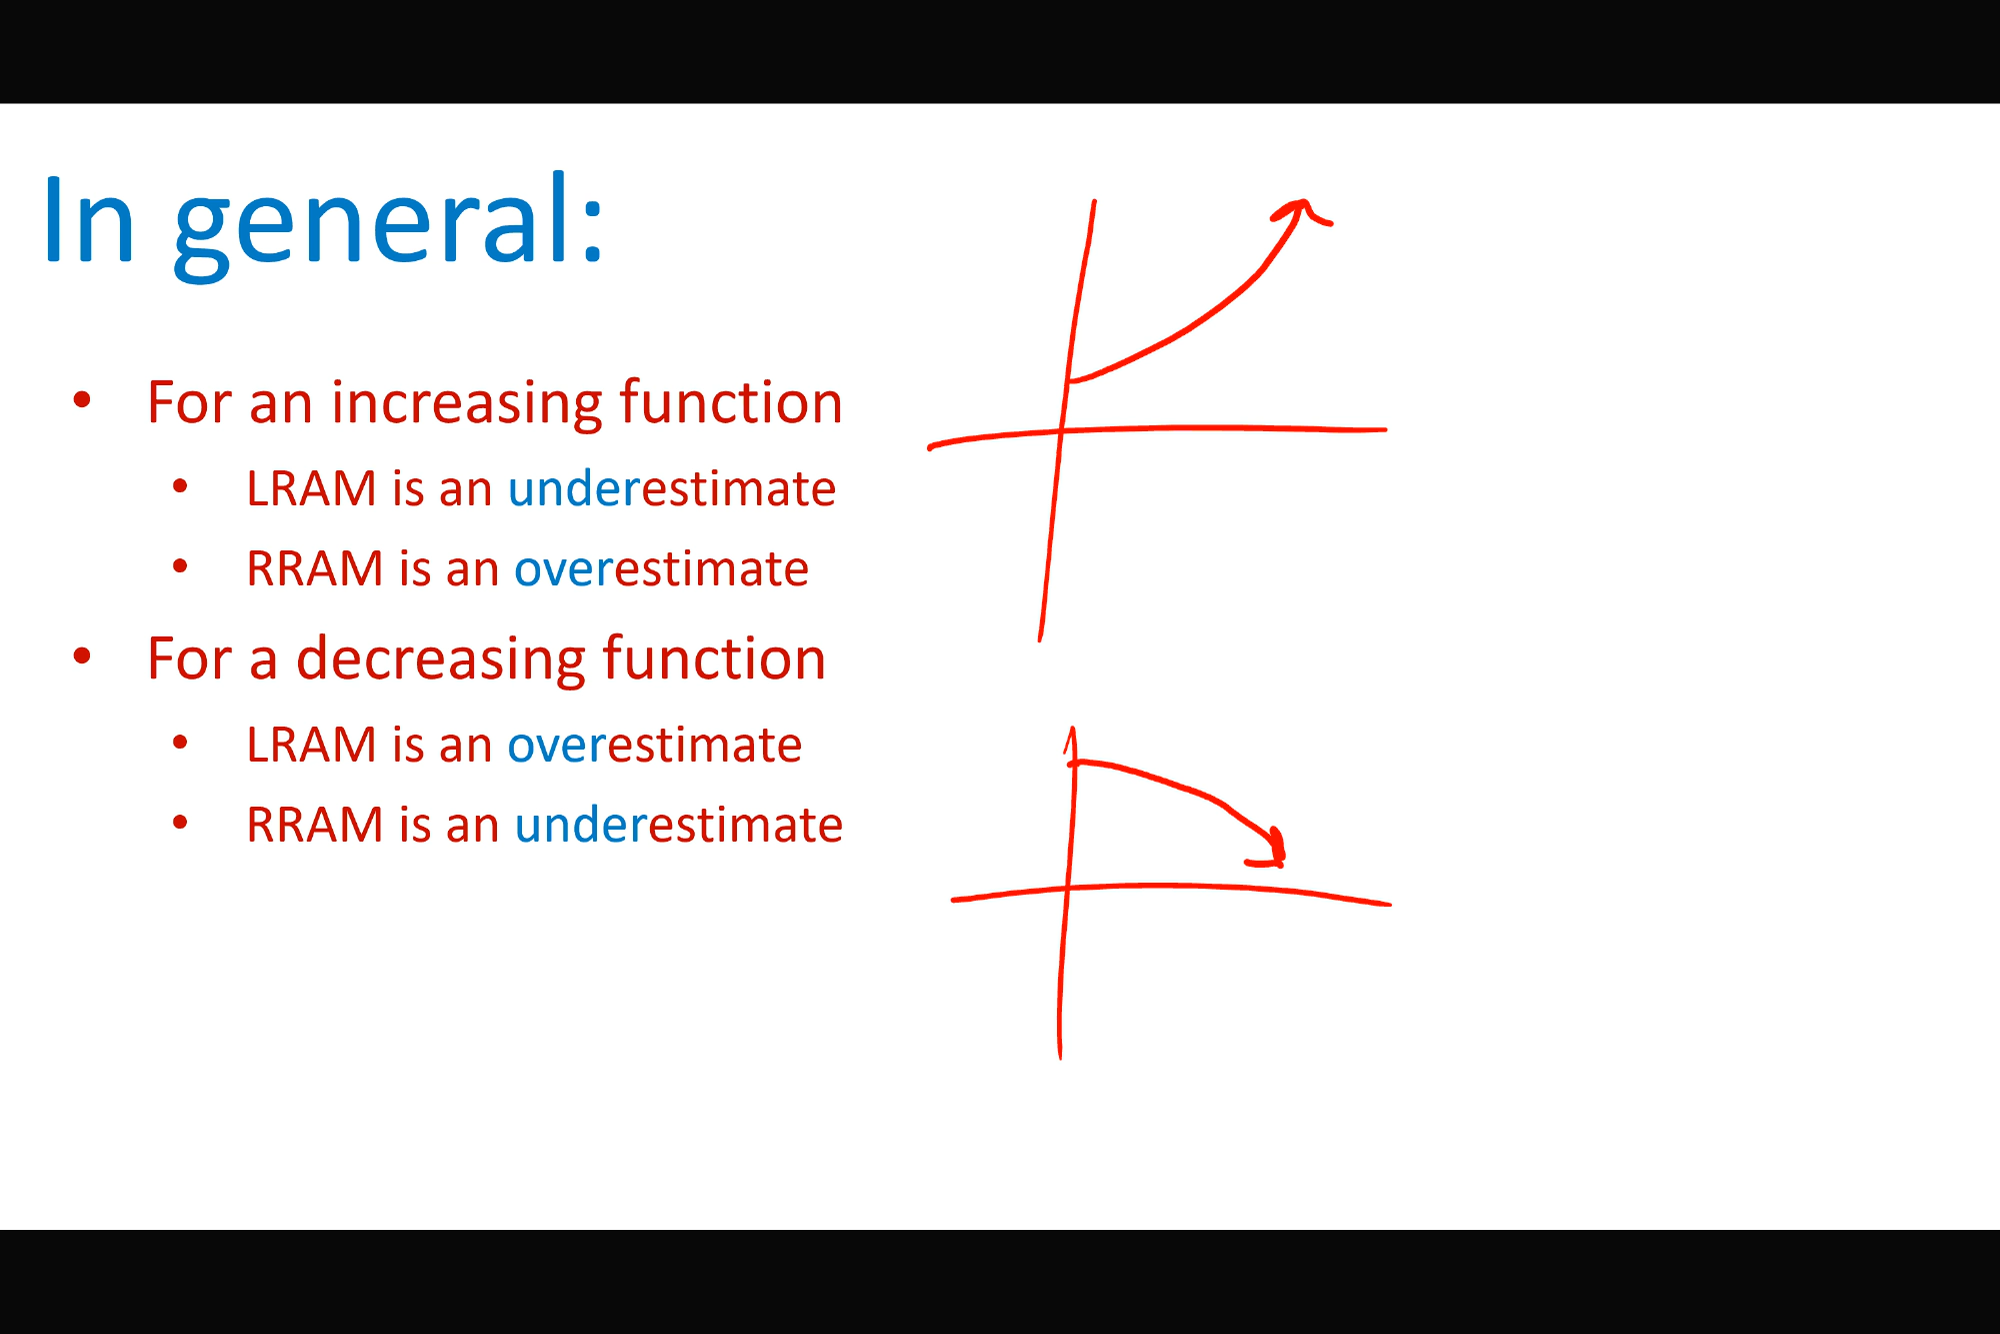 In general:
• For an increasing function
• LRAM is an underestimate
• RRAM is an overestimate
• For a decreasing function
• LRAM is an overestimate
• RRAM is an underestimate